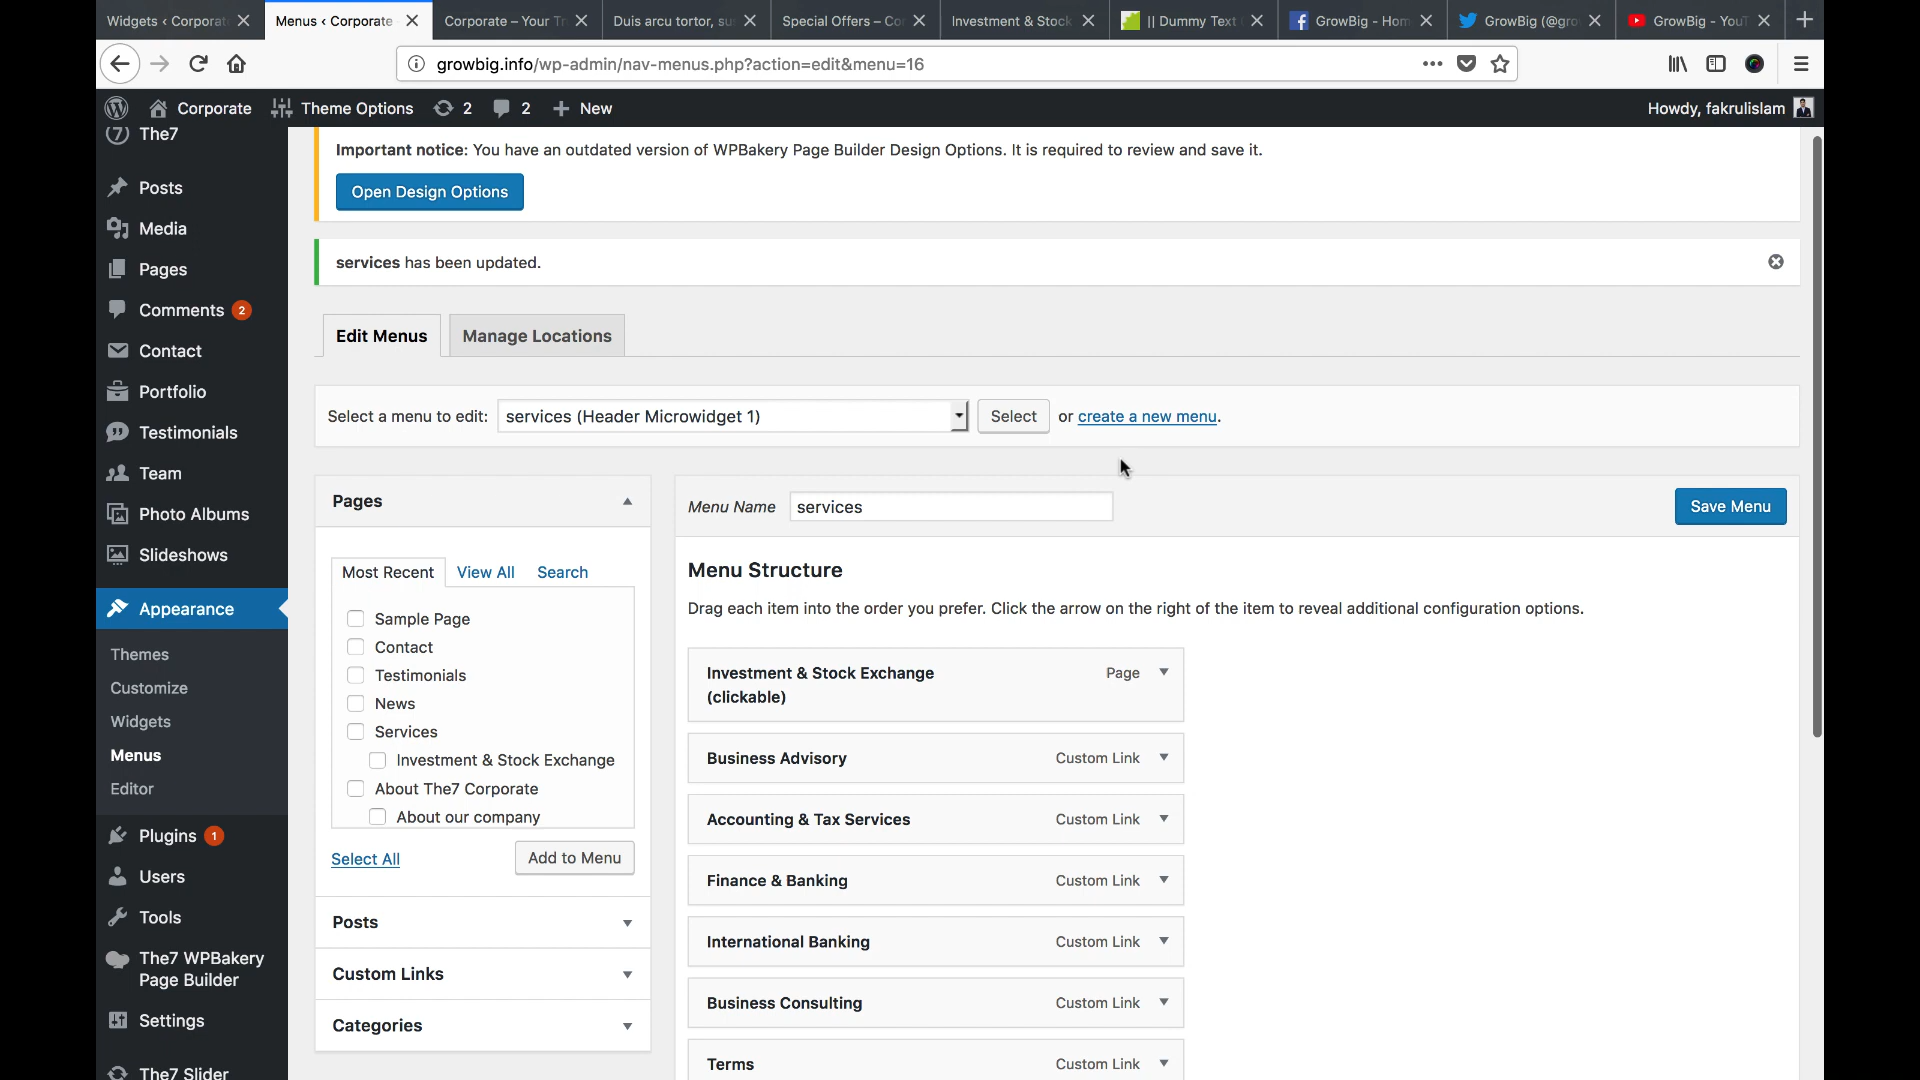 Widgets ‹ Corporat
Menus ‹ Corporate
Corporate – Your Tr
Duis arcu tortor, su
Special Offers – Co
Investment & Stock
|| Dummy Text
GrowBig - Hom
GrowBig (@gro
GrowBig - YouT
growbig.info/wp-admin/nav-menus.php?action=edit&menu=16
Corporate
Theme Options
2
2
New
Howdy, fakrulislam
The7
Posts
Media
Pages
Comments 2
Contact
Portfolio
Testimonials
Team
Photo Albums
Slideshows
Appearance
Themes
Customize
Widgets
Menus
Editor
Plugins 1
Users
Tools
The7 WPBakery
Page Builder
Settings
The7 Slider
Important notice: You have an outdated version of WPBakery Page Builder Design Options. It is required to review and save it.
Open Design Options
services has been updated.
Edit Menus
Manage Locations
Select a menu to edit: services (Header Microwidget 1) Select or create a new menu.
Pages
Most Recent View All Search
Sample Page
Contact
Testimonials
News
Services
Investment & Stock Exchange
About The7 Corporate
About our company
Select All
Add to Menu
Posts
Custom Links
Categories
Menu Name services
Save Menu
Menu Structure
Drag each item into the order you prefer. Click the arrow on the right of the item to reveal additional configuration options.
Investment & Stock Exchange Page
(clickable)
Business Advisory Custom Link
Accounting & Tax Services Custom Link
Finance & Banking Custom Link
International Banking Custom Link
Business Consulting Custom Link
Terms Custom Link